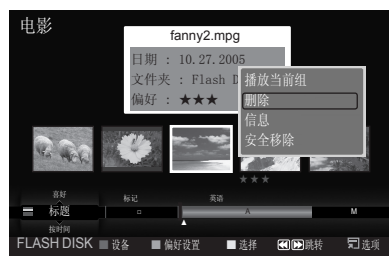 电影
fanny2.mpg
日期 : 10.27.2005
文件夹 : Flash D
偏好 : ★★★
播放当前组
删除
信息
安全移除
★★★
喜好
标记
英语
标题
A
M
按时间
FLASH DISK 设备 偏好设置 选择 跳转 选项